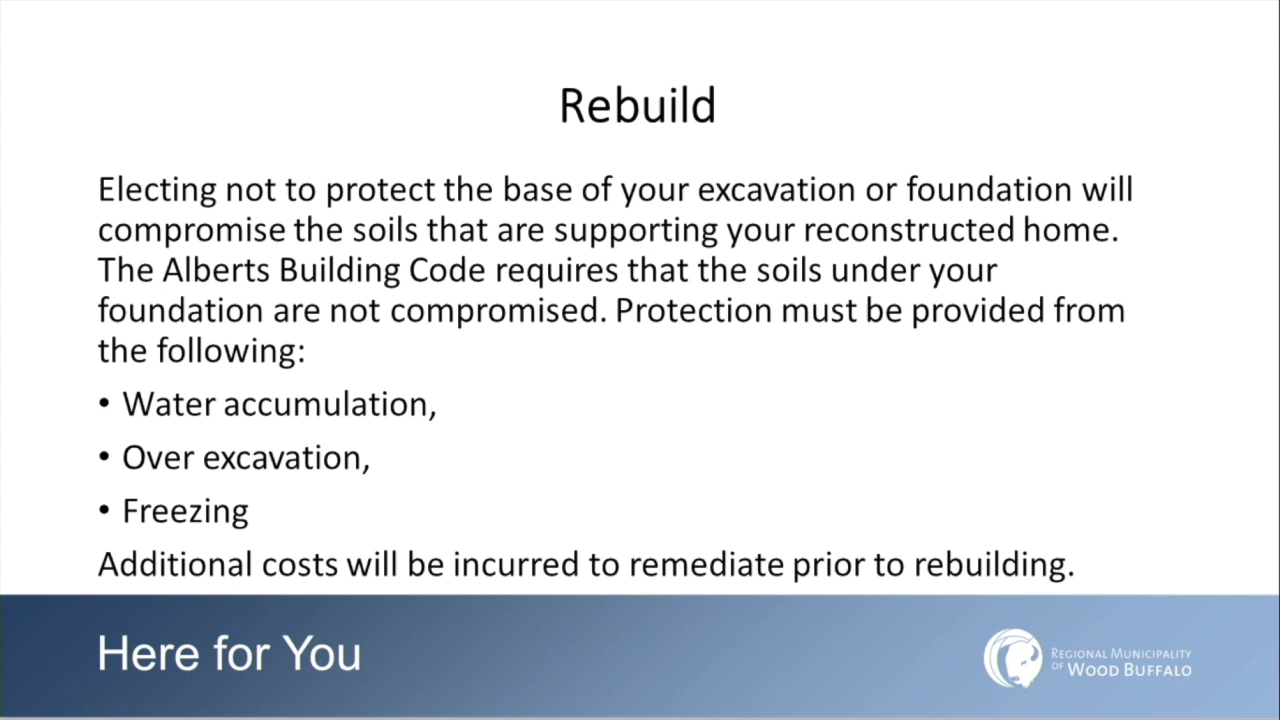 Rebuild
Electing not to protect the base of your excavation or foundation will
compromise the soils that are supporting your reconstructed home.
The Alberts Building Code requires that the soils under your
foundation are not compromised. Protection must be provided from
the following:
• Water accumulation,
• Over excavation,
• Freezing
Additional costs will be incurred to remediate prior to rebuilding.
Here for You
REGIONAL MUNICIPALITY
OF WOOD BUFFALO